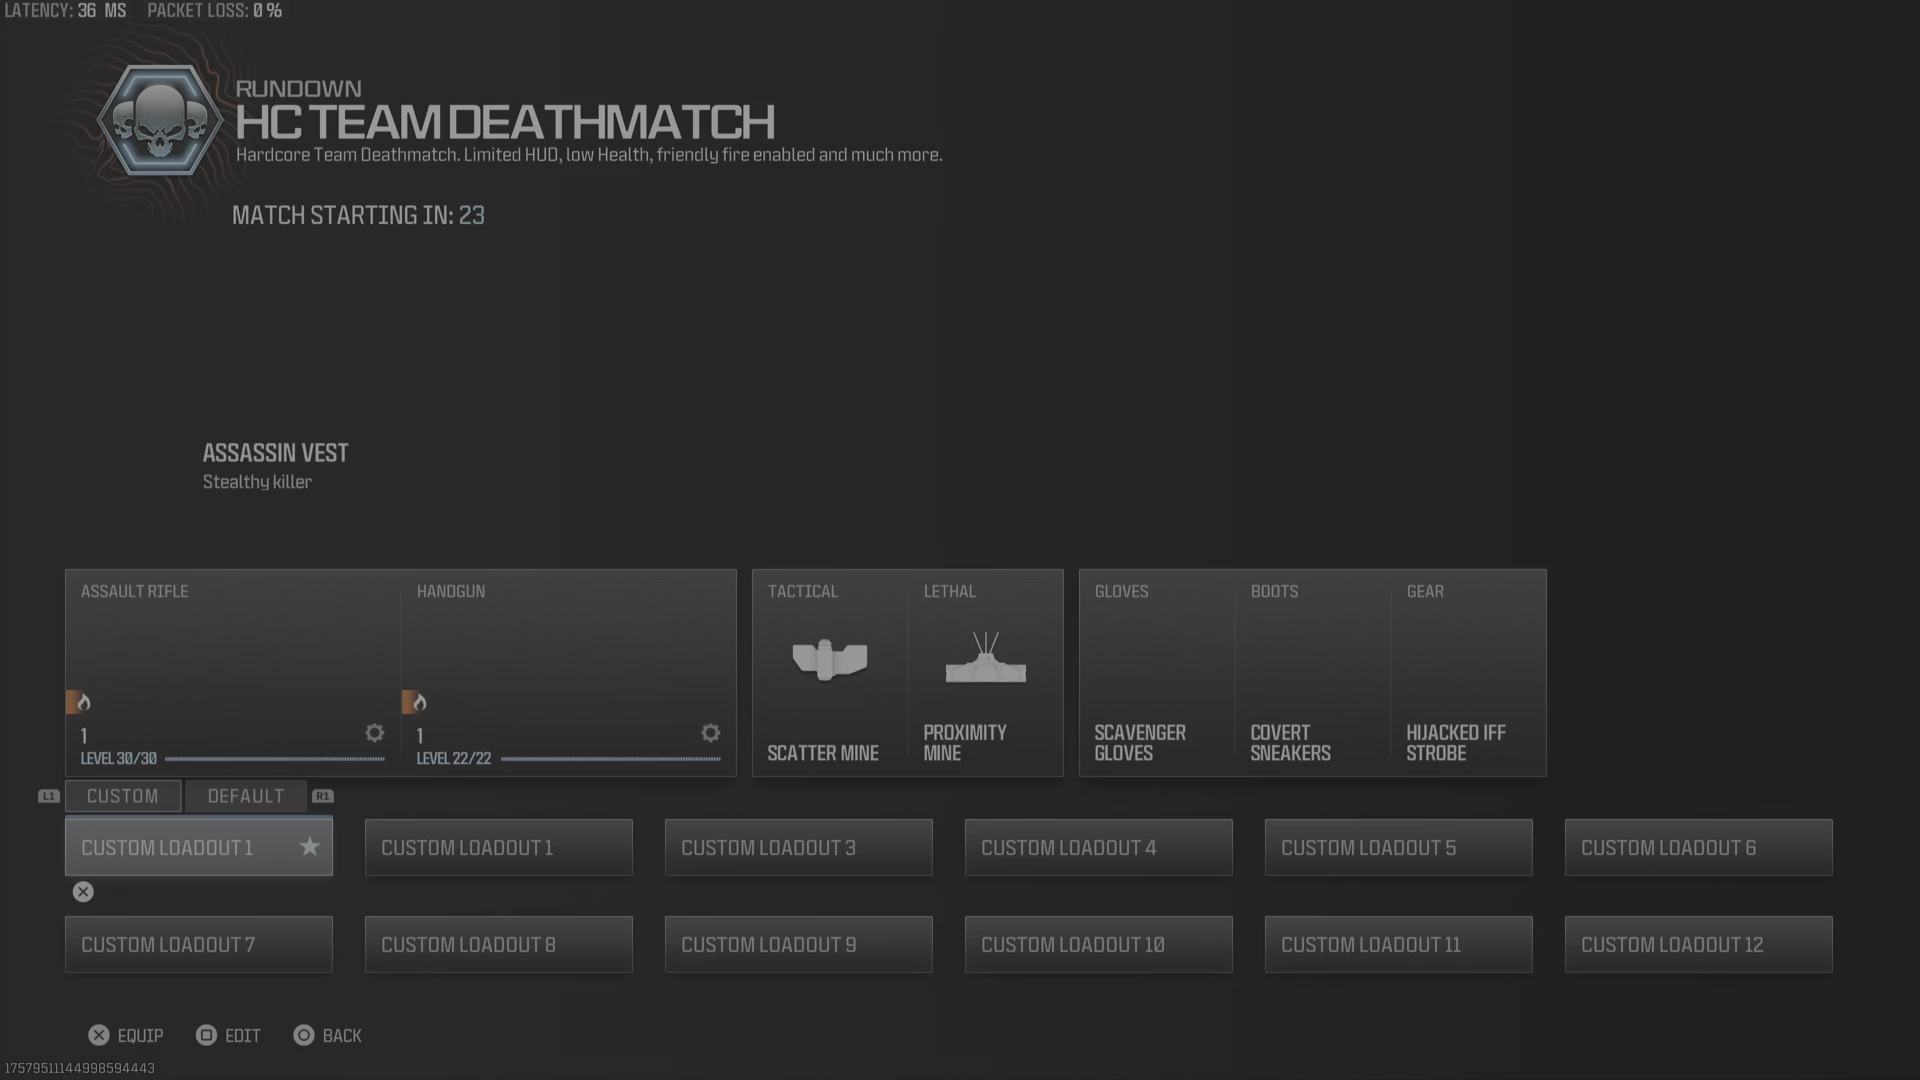 LATENCY: 36 MS PACKET LOSS: 0 %
RUNDOWN
HC TEAM DEATHMATCH
Hardcore Team Deathmatch. Limited HUD, low Health, friendly fire enabled and much more.
MATCH STARTING IN: 23
ASSASSIN VEST
Stealthy killer
ASSAULT RIFLE
1
LEVEL 30/30
HANDGUN
1
LEVEL 22/22
TACTICAL
SCATTER MINE
LETHAL
PROXIMITY
MINE
GLOVES
SCAVENGER
GLOVES
BOOTS
COVERT
SNEAKERS
GEAR
HIJACKED IFF
STROBE
L1 CUSTOM DEFAULT R1
CUSTOM LOADOUT 1
CUSTOM LOADOUT 1
CUSTOM LOADOUT 3
CUSTOM LOADOUT 4
CUSTOM LOADOUT 5
CUSTOM LOADOUT 6
CUSTOM LOADOUT 7
CUSTOM LOADOUT 8
CUSTOM LOADOUT 9
CUSTOM LOADOUT 10
CUSTOM LOADOUT 11
CUSTOM LOADOUT 12
EQUIP EDIT BACK
17579511144998594443